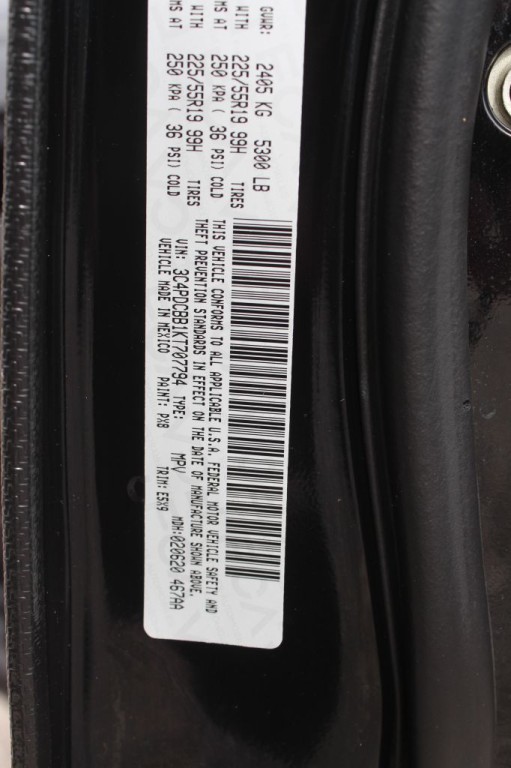 GVWR: 2405 KG 5300 LB
WITH 225/55R19 99H TIRES
MS AT 250 KPA ( 36 PSI) COLD
WITH 225/55R19 99H TIRES
MS AT 250 KPA ( 36 PSI) COLD
THIS VEHICLE CONFORMS TO ALL APPLICABLE U.S.A. FEDERAL MOTOR VEHICLE SAFETY AND
THEFT PREVENTION STANDARDS IN EFFECT ON THE DATE OF MANUFACTURE SHOWN ABOVE.
VIN: 3C4PDCBB1KT707794 TYPE: MPV MDH:020620 467AA
VEHICLE MADE IN MEXICO PAINT: PX8 TRIM: E5X9